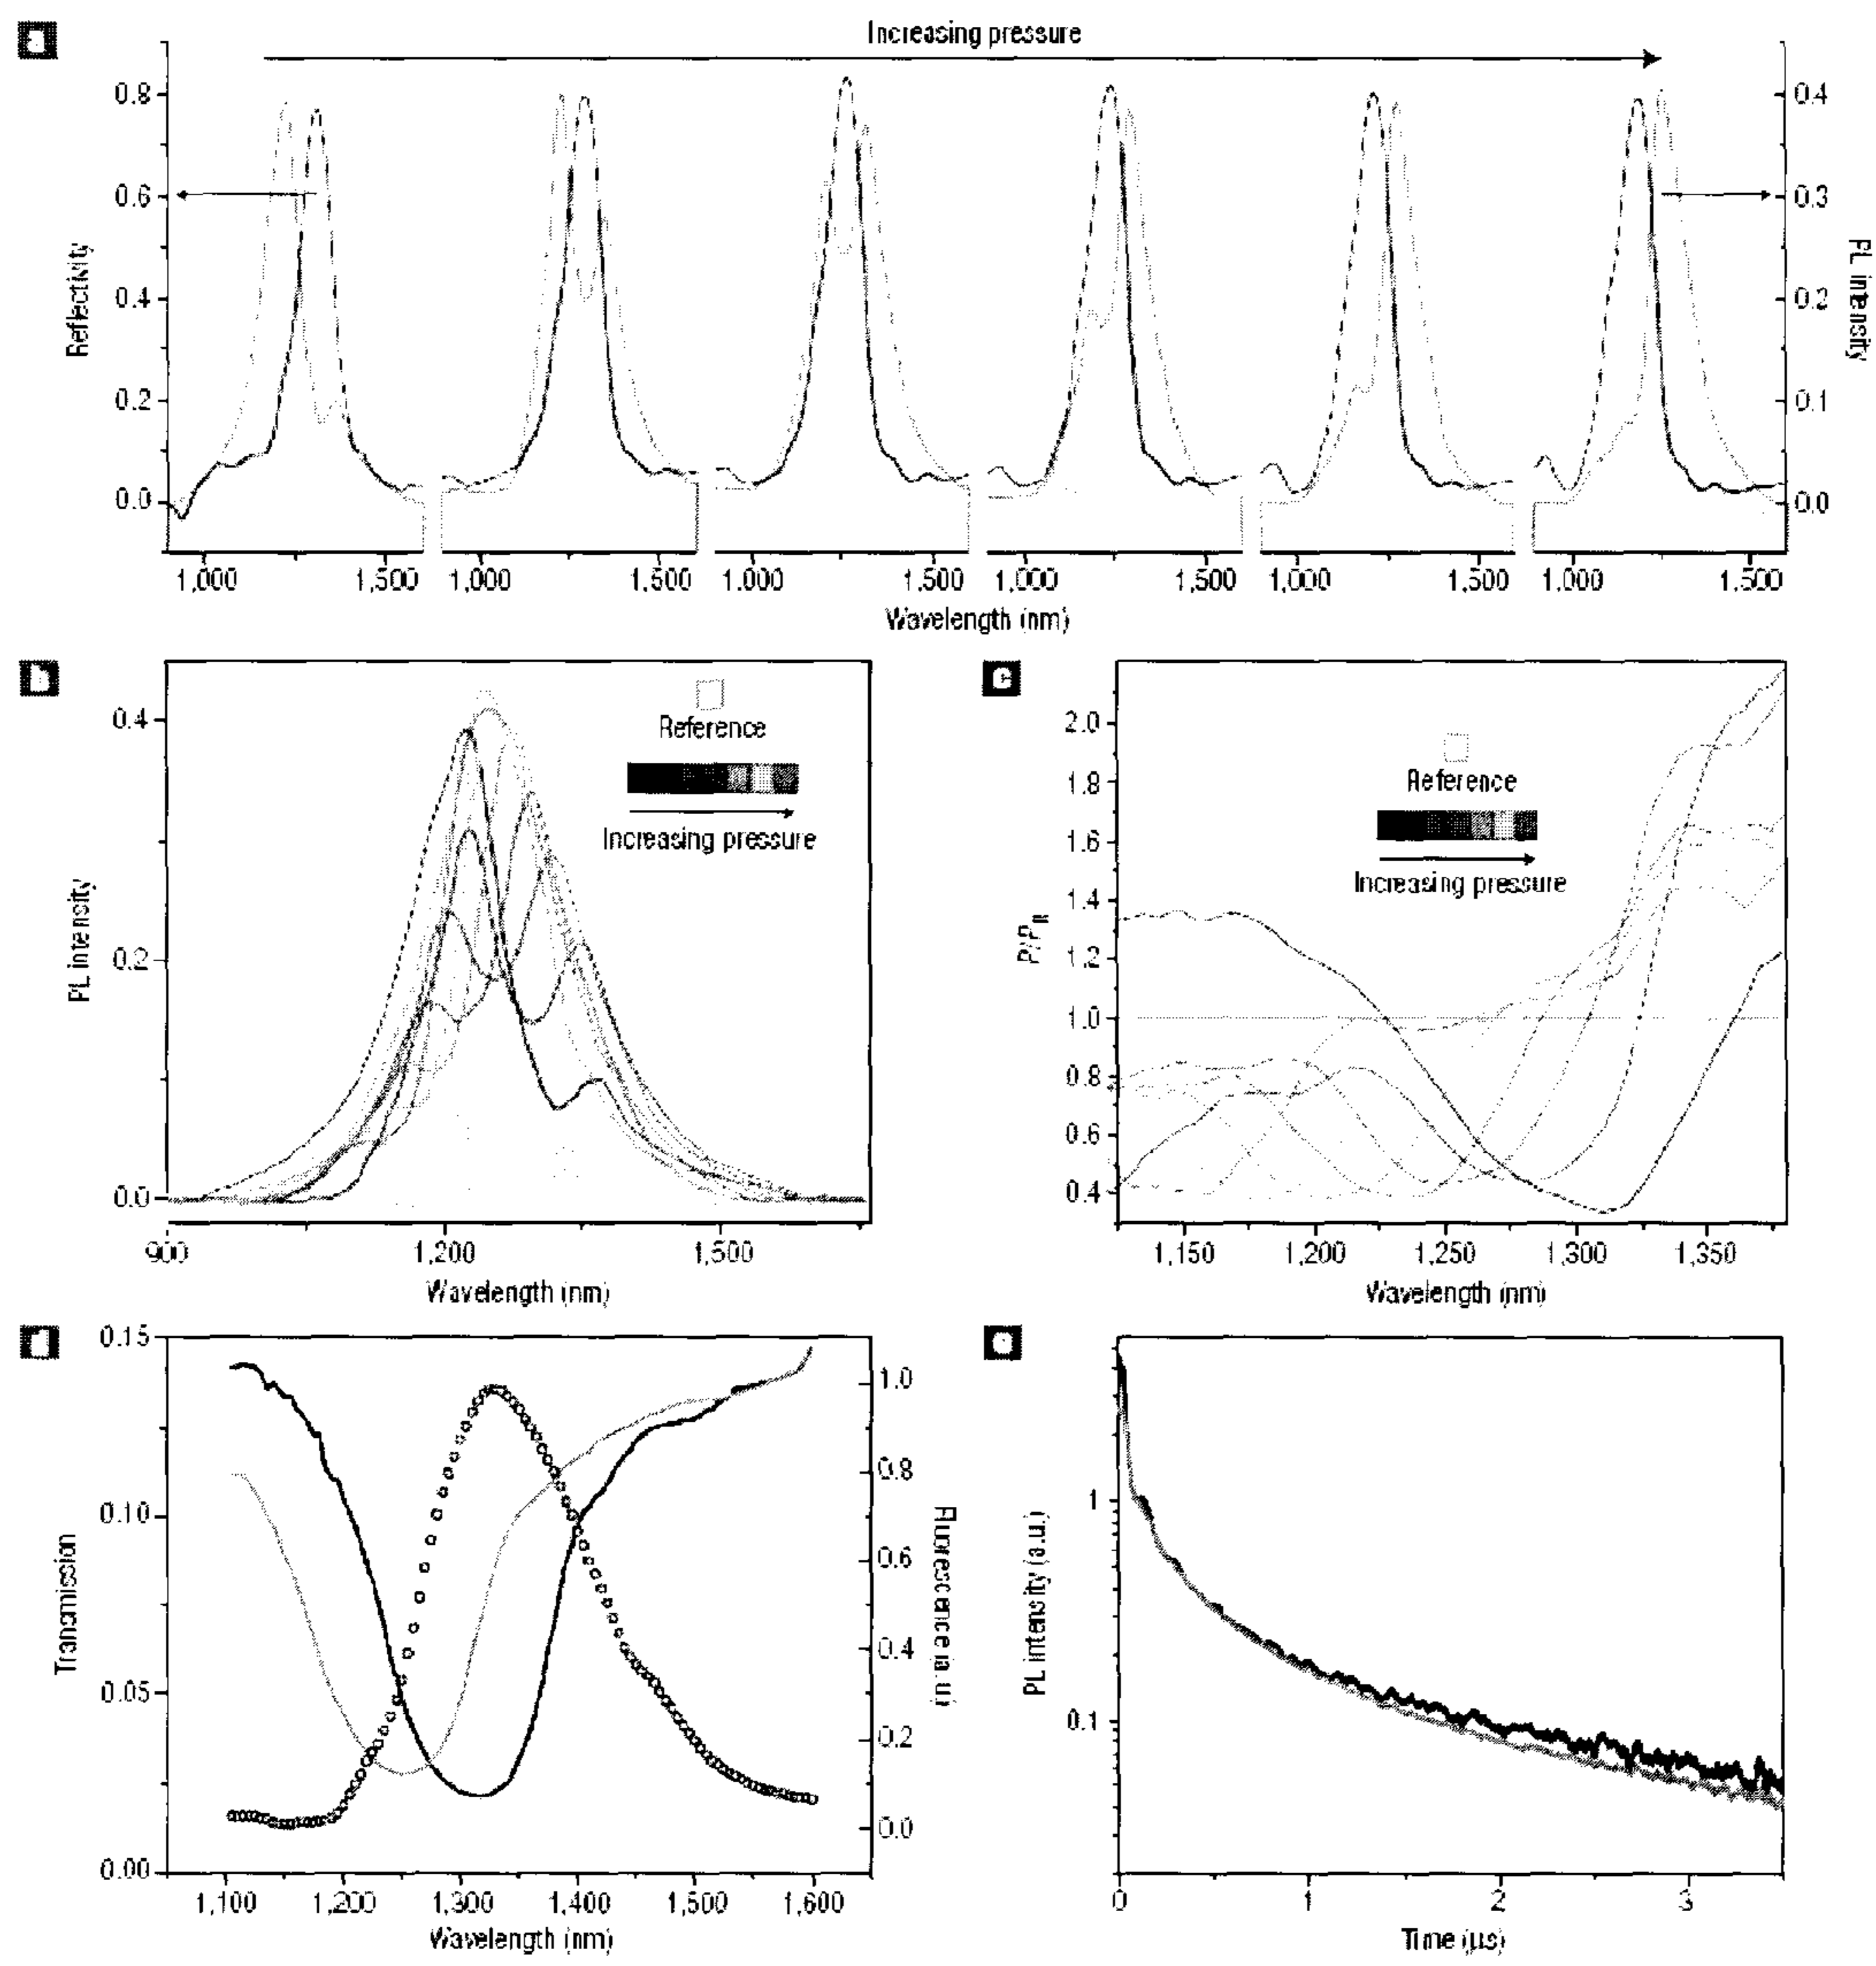 a
Increasing pressure
0.8
0.6
0.4
0.2
0.0
Reflectivity
0.4
0.3
0.2
0.1
0.0
PL intensity
1,000 1,500 1,000 1,500 1,000 1,500 1,000 1,500 1,000 1,500 1,000 1,500
Wavelength (nm)
b
0.4
0.2
0.0
PL intensity
Reference
Increasing pressure
900 1,200 1,500
Wavelength (nm)
c
2.0
1.8
1.6
1.4
1.2
1.0
0.8
0.6
0.4
P/P_R
Reference
Increasing pressure
1,150 1,200 1,250 1,300 1,350
Wavelength (nm)
d
0.15
0.10
0.05
0.00
Transmission
1.0
0.8
0.6
0.4
0.2
0.0
Fluorescence (a.u.)
1,100 1,200 1,300 1,400 1,500 1,600
Wavelength (nm)
e
1
0.1
PL intensity (a.u.)
0 1 2 3
Time (μs)